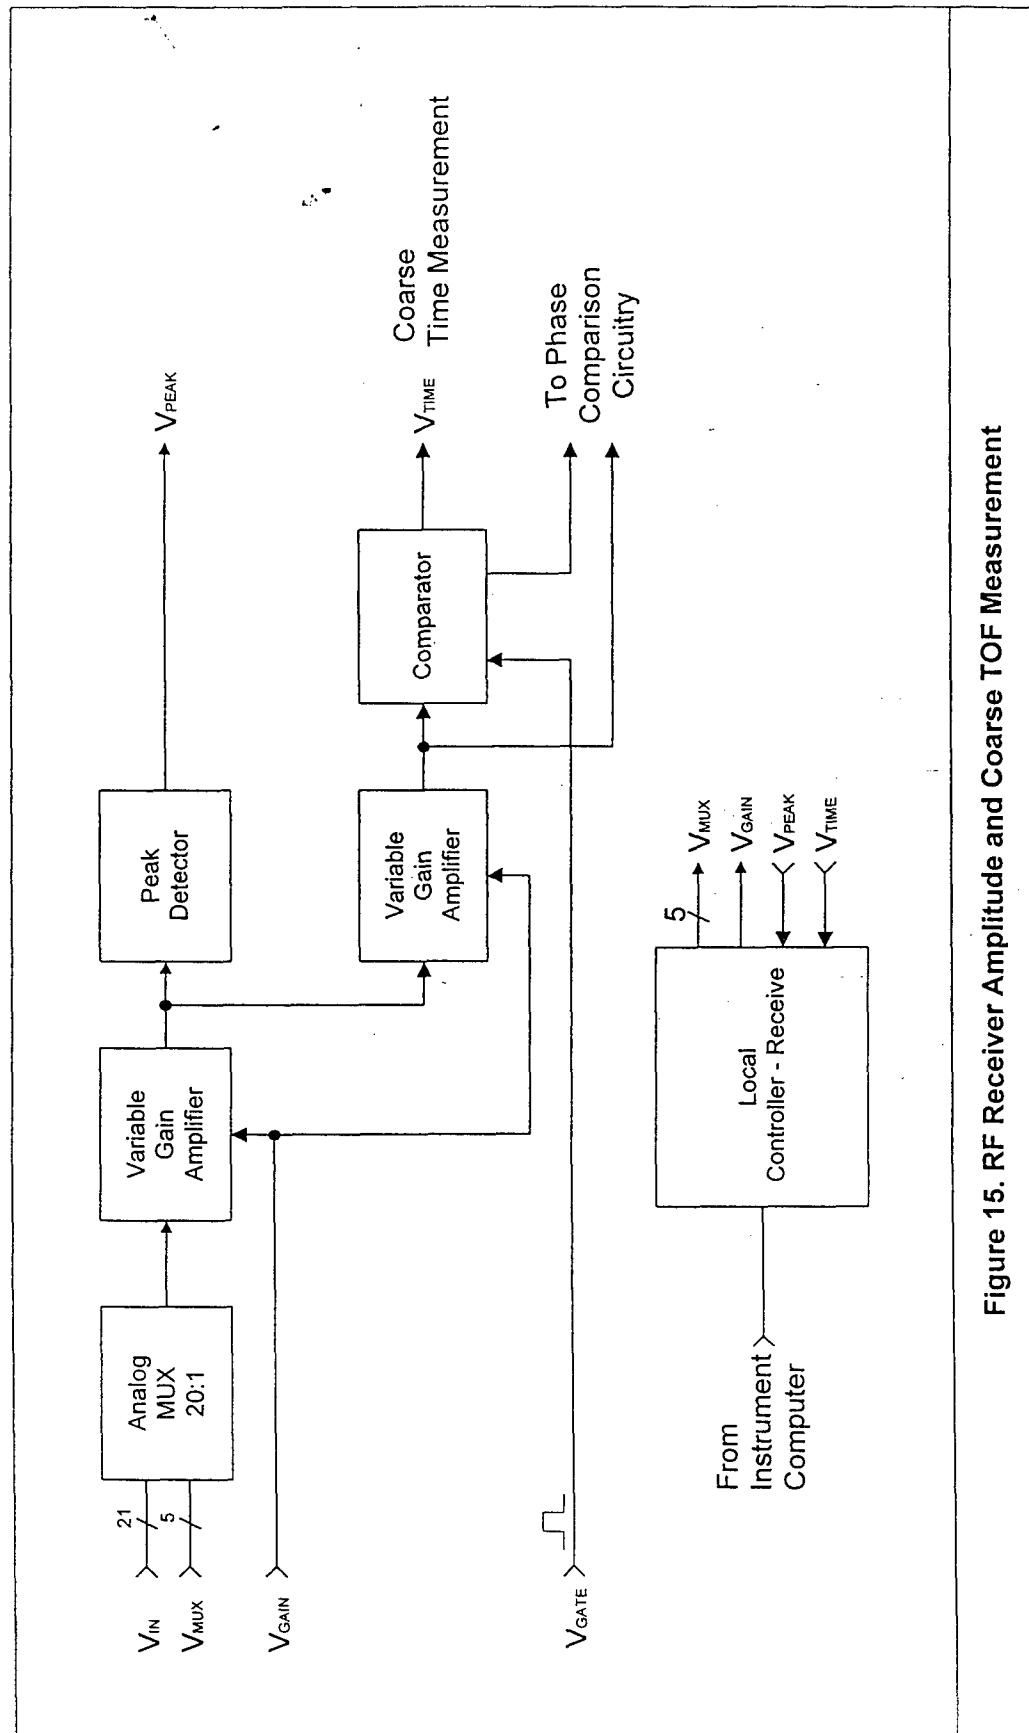 VIN
21
VMUX
5
Analog
MUX
20:1
VGAIN
Variable
Gain
Amplifier
Peak
Detector
VPEAK
Variable
Gain
Amplifier
Comparator
VTIME
Coarse
Time Measurement
To Phase
Comparison
Circuitry
VGATE
From
Instrument
Computer
Local
Controller - Receive
5
VMUX
VGAIN
VPEAK
VTIME
Figure 15. RF Receiver Amplitude and Coarse TOF Measurement